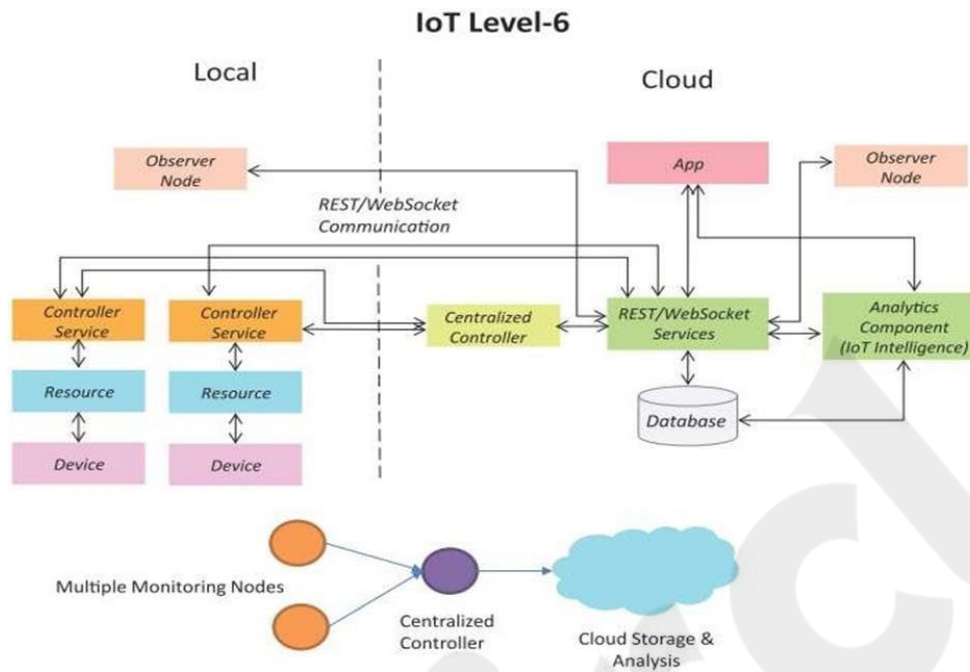 IoT Level-6
Local
Cloud
Observer
Node
App
Observer
Node
REST/WebSocket
Communication
Controller
Service
Controller
Service
Centralized
Controller
REST/WebSocket
Services
Analytics
Component
(IoT Intelligence)
Resource
Resource
Database
Device
Device
Multiple Monitoring Nodes
Centralized
Controller
Cloud Storage &
Analysis